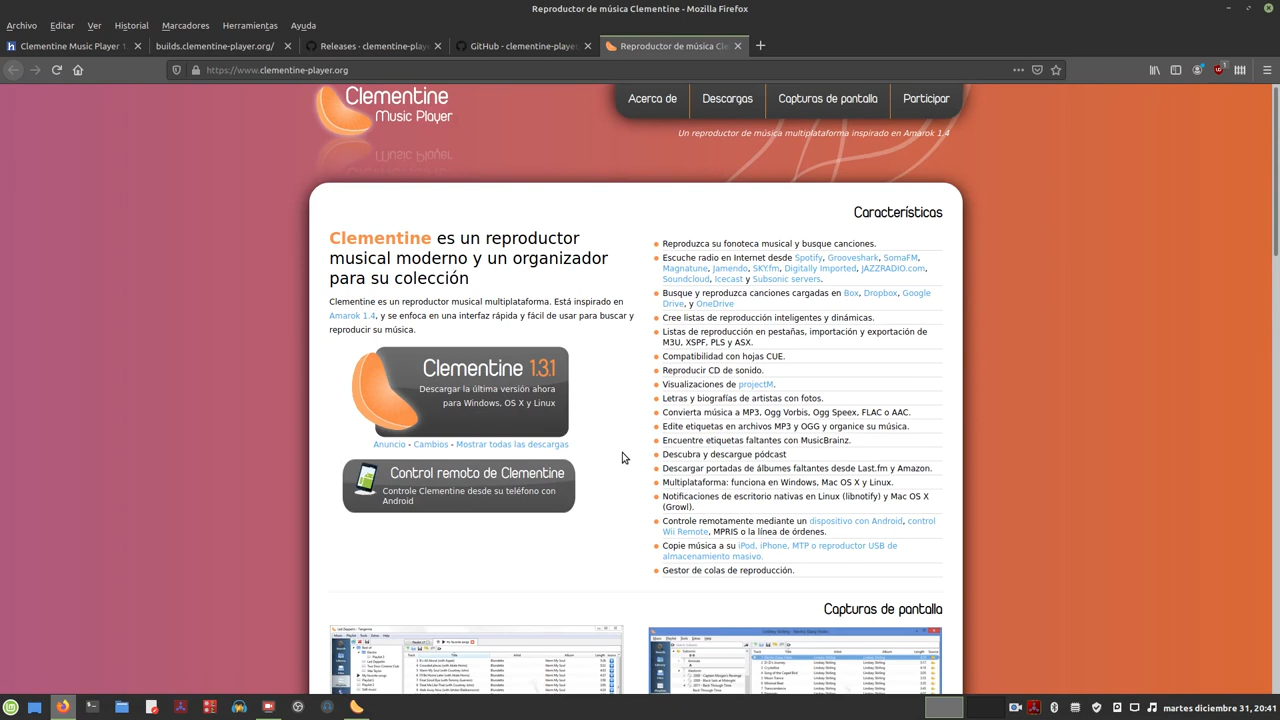 Reproductor de música Clementine - Mozilla Firefox
Archivo Editar Ver Historial Marcadores Herramientas Ayuda
Clementine Music Player 1.
builds.clementine-player.org/
Releases · clementine-play
GitHub - clementine-player
Reproductor de música Cle
https://www.clementine-player.org
Clementine
Music Player
Acerca de
Descargas
Capturas de pantalla
Participar
Un reproductor de música multiplataforma inspirado en Amarok 1.4
Características
Clementine es un reproductor
musical moderno y un organizador
para su colección
Clementine es un reproductor musical multiplataforma. Está inspirado en
Amarok 1.4, y se enfoca en una interfaz rápida y fácil de usar para buscar y
reproducir su música.
Clementine 1.3.1
Descargar la última versión ahora
para Windows, OS X y Linux
Anuncio - Cambios - Mostrar todas las descargas
Control remoto de Clementine
Controle Clementine desde su teléfono con
Android
Reproduzca su fonoteca musical y busque canciones.
Escuche radio en Internet desde Spotify, Grooveshark, SomaFM,
Magnatune, Jamendo, SKY.fm, Digitally Imported, JAZZRADIO.com,
Soundcloud, Icecast y Subsonic servers.
Busque y reproduzca canciones cargadas en Box, Dropbox, Google
Drive, y OneDrive
Cree listas de reproducción inteligentes y dinámicas.
Listas de reproducción en pestañas, importación y exportación de
M3U, XSPF, PLS y ASX.
Compatibilidad con hojas CUE.
Reproducir CD de sonido.
Visualizaciones de projectM.
Letras y biografías de artistas con fotos.
Convierta música a MP3, Ogg Vorbis, Ogg Speex, FLAC o AAC.
Edite etiquetas en archivos MP3 y OGG y organice su música.
Encuentre etiquetas faltantes con MusicBrainz.
Descubra y descargue pódcast
Descargar portadas de álbumes faltantes desde Last.fm y Amazon.
Multiplataforma: funciona en Windows, Mac OS X y Linux.
Notificaciones de escritorio nativas en Linux (libnotify) y Mac OS X
(Growl).
Controle remotamente mediante un dispositivo con Android, control
Wii Remote, MPRIS o la línea de órdenes.
Copie música a su iPod, iPhone, MTP o reproductor USB de
almacenamiento masivo.
Gestor de colas de reproducción.
Capturas de pantalla
martes diciembre 31, 20:41